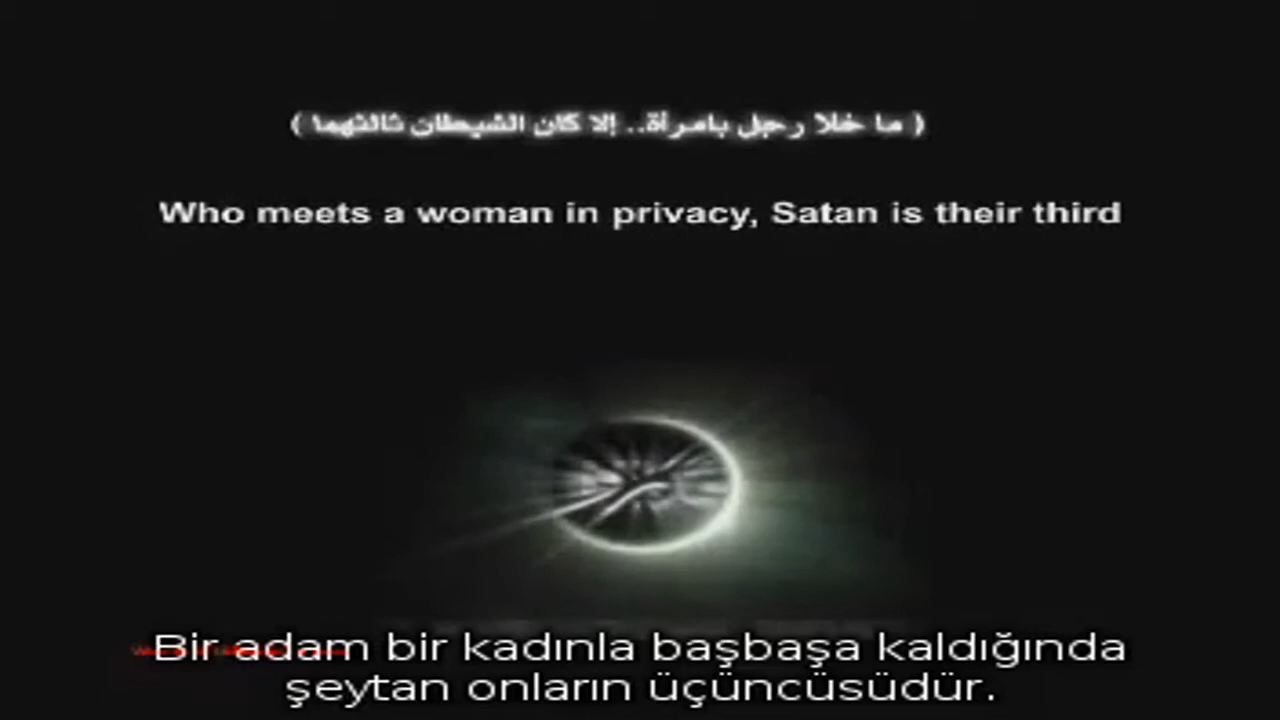 ( ما خلا رجل بامرأة.. إلا كان الشيطان ثالثهما )
Who meets a woman in privacy, Satan is their third
Bir adam bir kadınla başbaşa kaldığında
şeytan onların üçüncüsüdür.